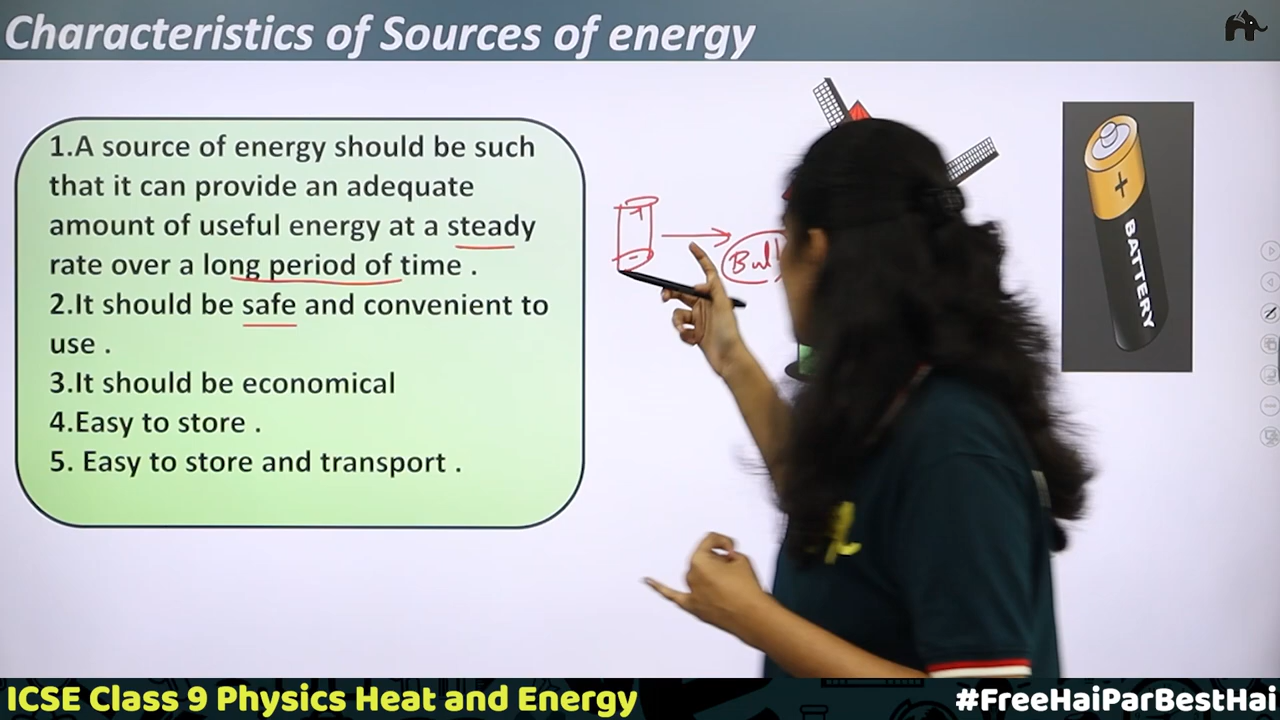 Characteristics of Sources of energy
1.A source of energy should be such
that it can provide an adequate
amount of useful energy at a steady
rate over a long period of time .
2.It should be safe and convenient to
use .
3.It should be economical
4.Easy to store .
5. Easy to store and transport .
+
-
+
BATTERY
ICSE Class 9 Physics Heat and Energy
#FreeHaiParBestHai